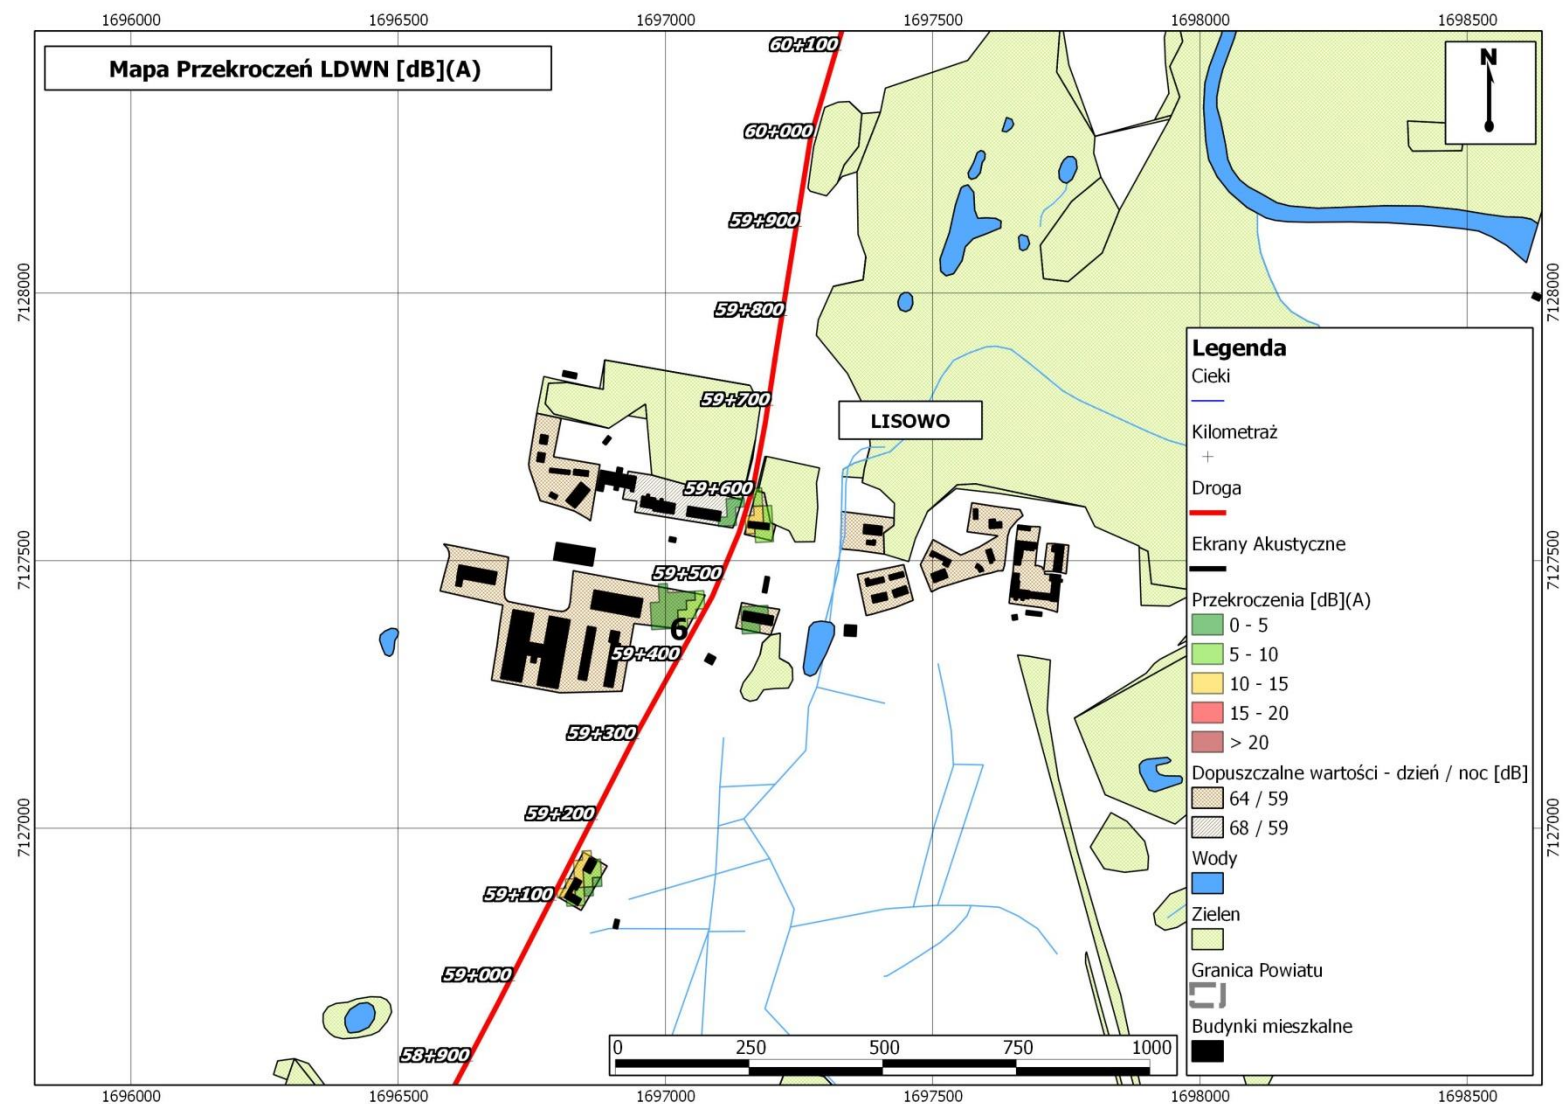 1696000 1696500 1697000 1697500 1698000 1698500
Mapa Przekroczeń LDWN [dB](A)
N
60+100
60+000
59+900
7128000
7128000
59+800
59+700
LISOWO
59+600
7127500
7127500
59+500
6
59+400
59+300
59+200
7127000
7127000
59+100
59+000
58+900
Legenda
Cieki
Kilometraż
Droga
Ekrany Akustyczne
Przekroczenia [dB](A)
0 - 5
5 - 10
10 - 15
15 - 20
> 20
Dopuszczalne wartości - dzień / noc [dB]
64 / 59
68 / 59
Wody
Zielen
Granica Powiatu
Budynki mieszkalne
0 250 500 750 1000
1696000 1696500 1697000 1697500 1698000 1698500